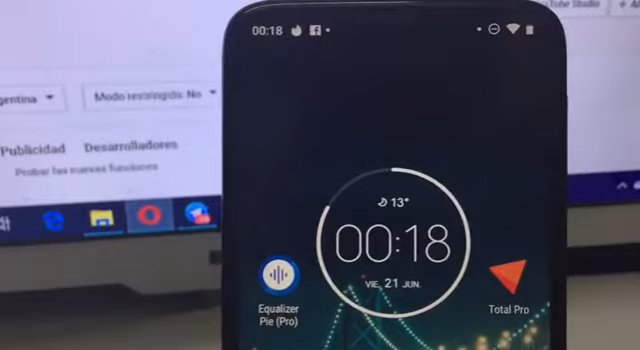 YouTube Studio
00:18
gentina
Modo restringido: No
Publicidad Desarrolladores
Probar las nuevas funciones
13°
00:18
VIE. 21 JUN.
Equalizer
Pie (Pro)
Total Pro